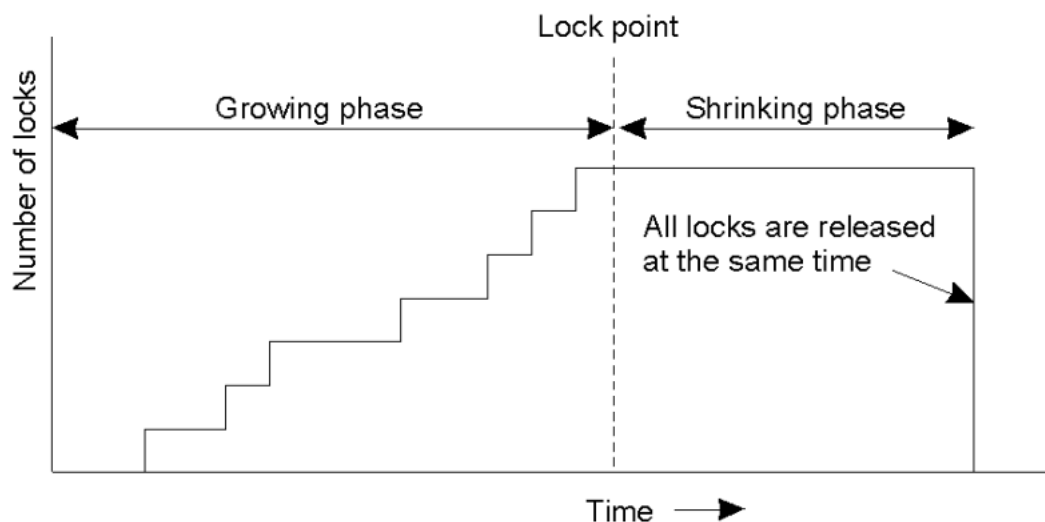 Lock point
Number of locks
Growing phase
Shrinking phase
All locks are released
at the same time
Time